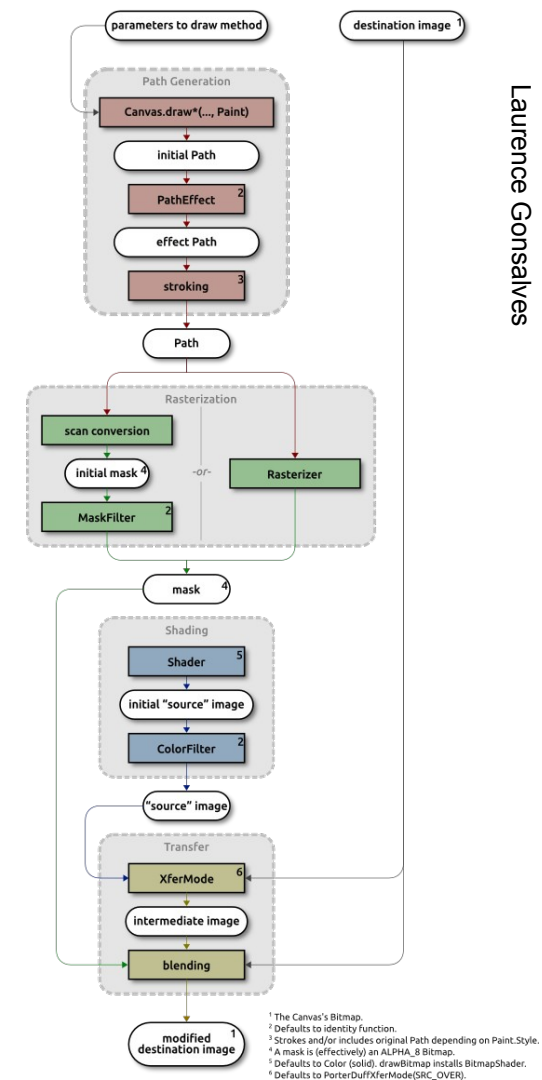 parameters to draw method
destination image 1
Path Generation
Canvas.draw*(..., Paint)
initial Path
PathEffect 2
effect Path
stroking 3
Path
Rasterization
scan conversion
initial mask 4
-or-
Rasterizer
MaskFilter 2
mask 4
Shading
Shader 5
initial “source” image
ColorFilter 2
“source” image
Transfer
XferMode 6
intermediate image
blending
modified 1
destination image
1 The Canvas's Bitmap.
2 Defaults to identity function.
3 Strokes and/or includes original Path depending on Paint.Style.
4 A mask is (effectively) an ALPHA_8 Bitmap.
5 Defaults to Color (solid). drawBitmap installs BitmapShader.
6 Defaults to PorterDuffXferMode(SRC_OVER).
Laurence Gonsalves